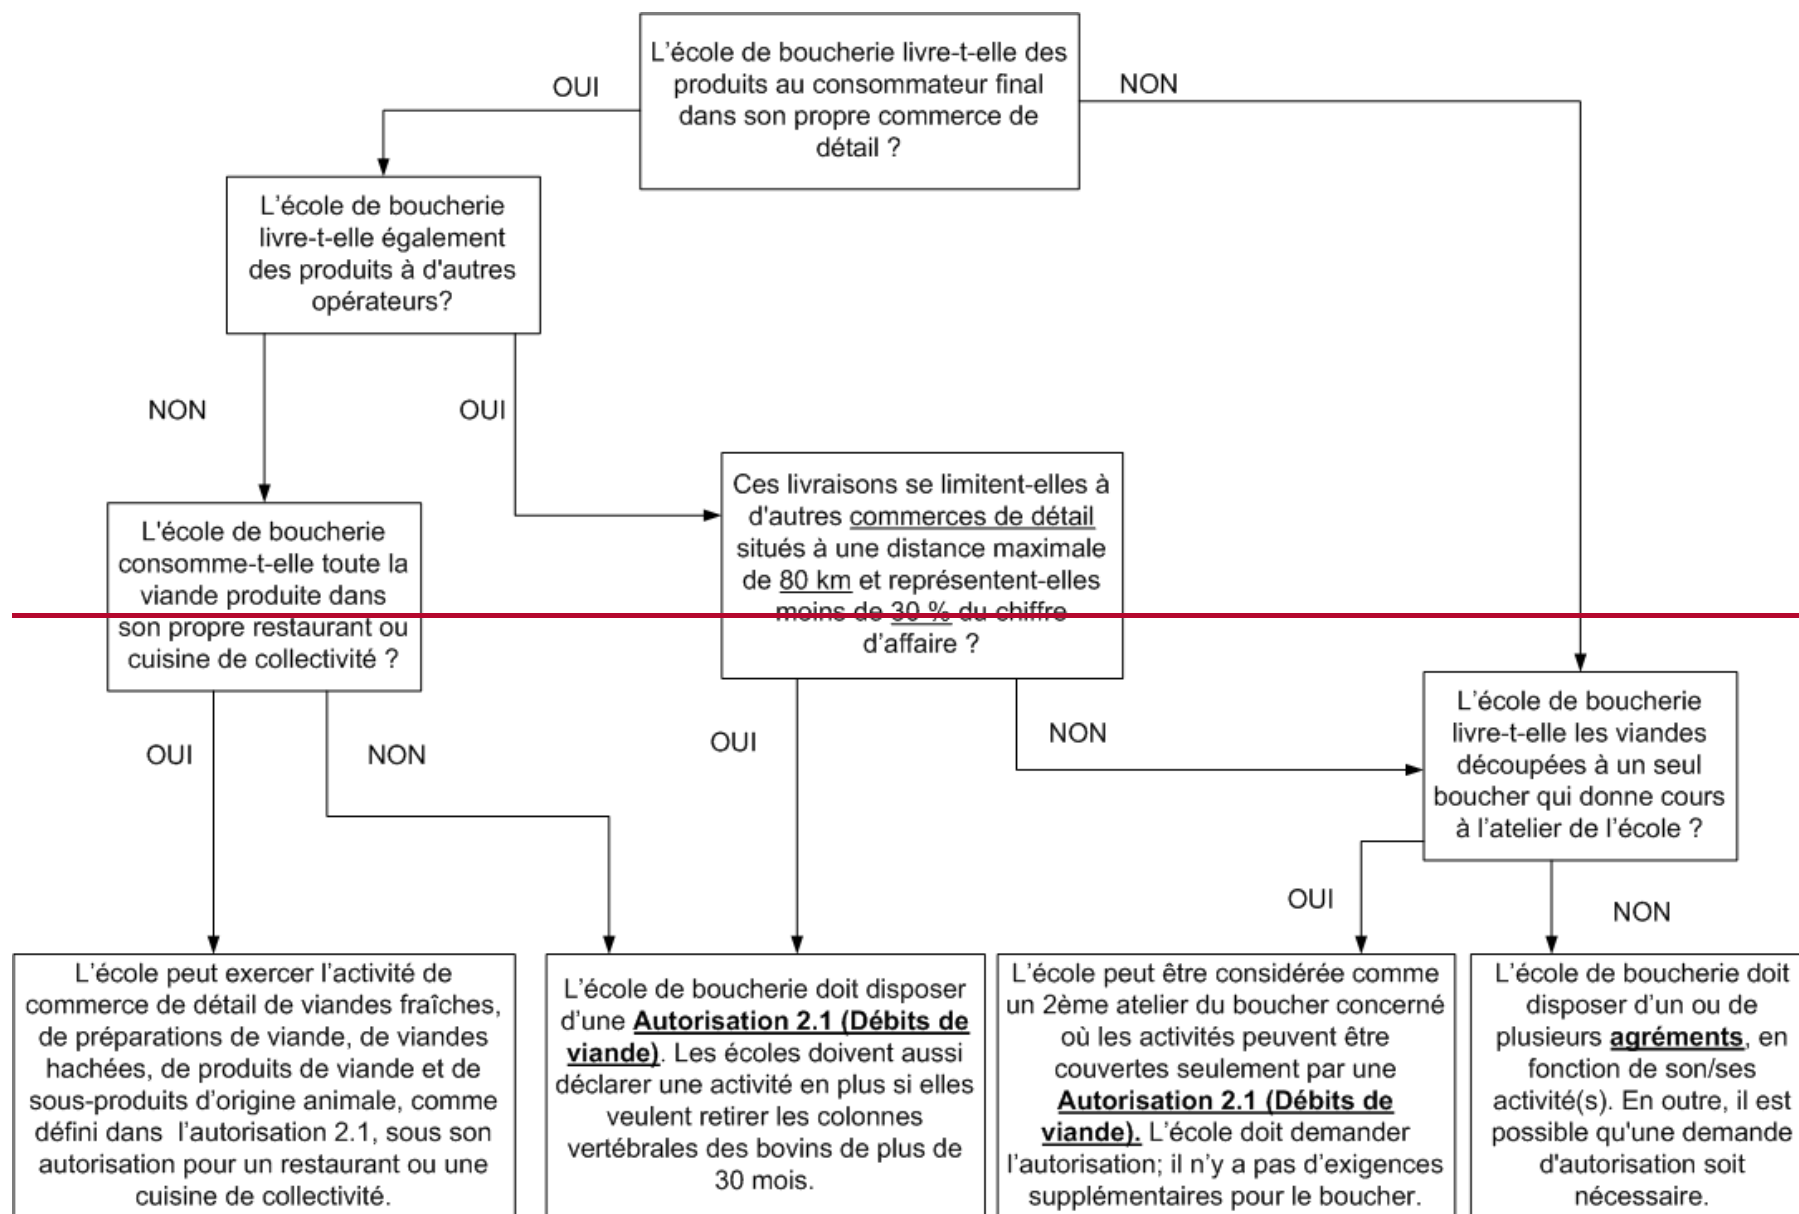 L'école de boucherie livre-t-elle des
produits au consommateur final
dans son propre commerce de
détail ?
OUI
NON
L'école de boucherie
livre-t-elle également
des produits à d'autres
opérateurs?
NON
OUI
L'école de boucherie
consomme-t-elle toute la
viande produite dans
son propre restaurant ou
cuisine de collectivité ?
Ces livraisons se limitent-elles à
d'autres commerces de détail
situés à une distance maximale
de 80 km et représentent-elles
moins de 30 % du chiffre
d'affaire ?
L'école de boucherie
livre-t-elle les viandes
découpées à un seul
boucher qui donne cours
à l'atelier de l'école ?
OUI
NON
OUI
NON
OUI
NON
L'école peut exercer l'activité de
commerce de détail de viandes fraîches,
de préparations de viande, de viandes
hachées, de produits de viande et de
sous-produits d'origine animale, comme
défini dans l'autorisation 2.1, sous son
autorisation pour un restaurant ou une
cuisine de collectivité.
L'école de boucherie doit disposer
d'une Autorisation 2.1 (Débits de
viande). Les écoles doivent aussi
déclarer une activité en plus si elles
veulent retirer les colonnes
vertébrales des bovins de plus de
30 mois.
L'école peut être considérée comme
un 2ème atelier du boucher concerné
où les activités peuvent être
couvertes seulement par une
Autorisation 2.1 (Débits de
viande). L'école doit demander
l'autorisation; il n'y a pas d'exigences
supplémentaires pour le boucher.
L'école de boucherie doit
disposer d'un ou de
plusieurs agréments, en
fonction de son/ses
activité(s). En outre, il est
possible qu'une demande
d'autorisation soit
nécessaire.